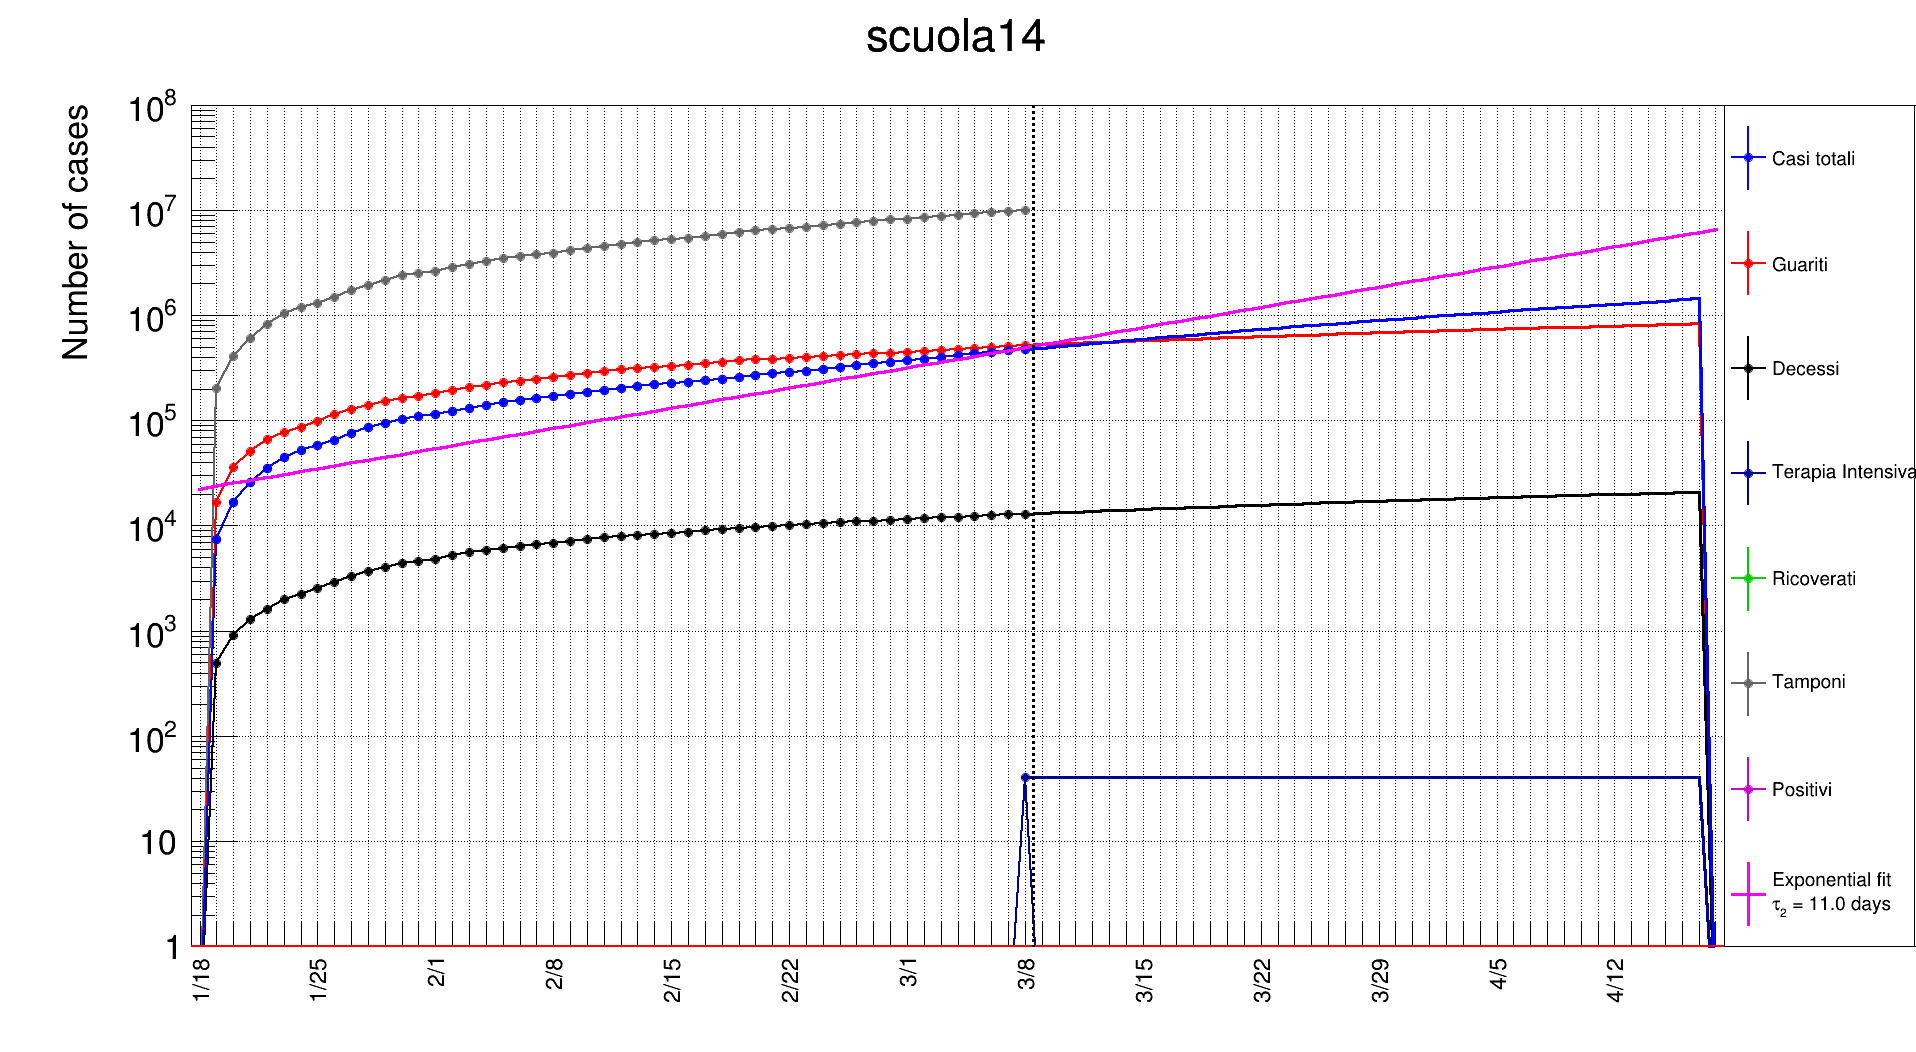 scuola14
Number of cases
10^8
10^7
10^6
10^5
10^4
10^3
10^2
10
1
1/18
1/25
2/1
2/8
2/15
2/22
3/1
3/8
3/15
3/22
3/29
4/5
4/12
Casi totali
Guariti
Decessi
Terapia Intensiva
Ricoverati
Tamponi
Positivi
Exponential fit
τ₂ = 11.0 days